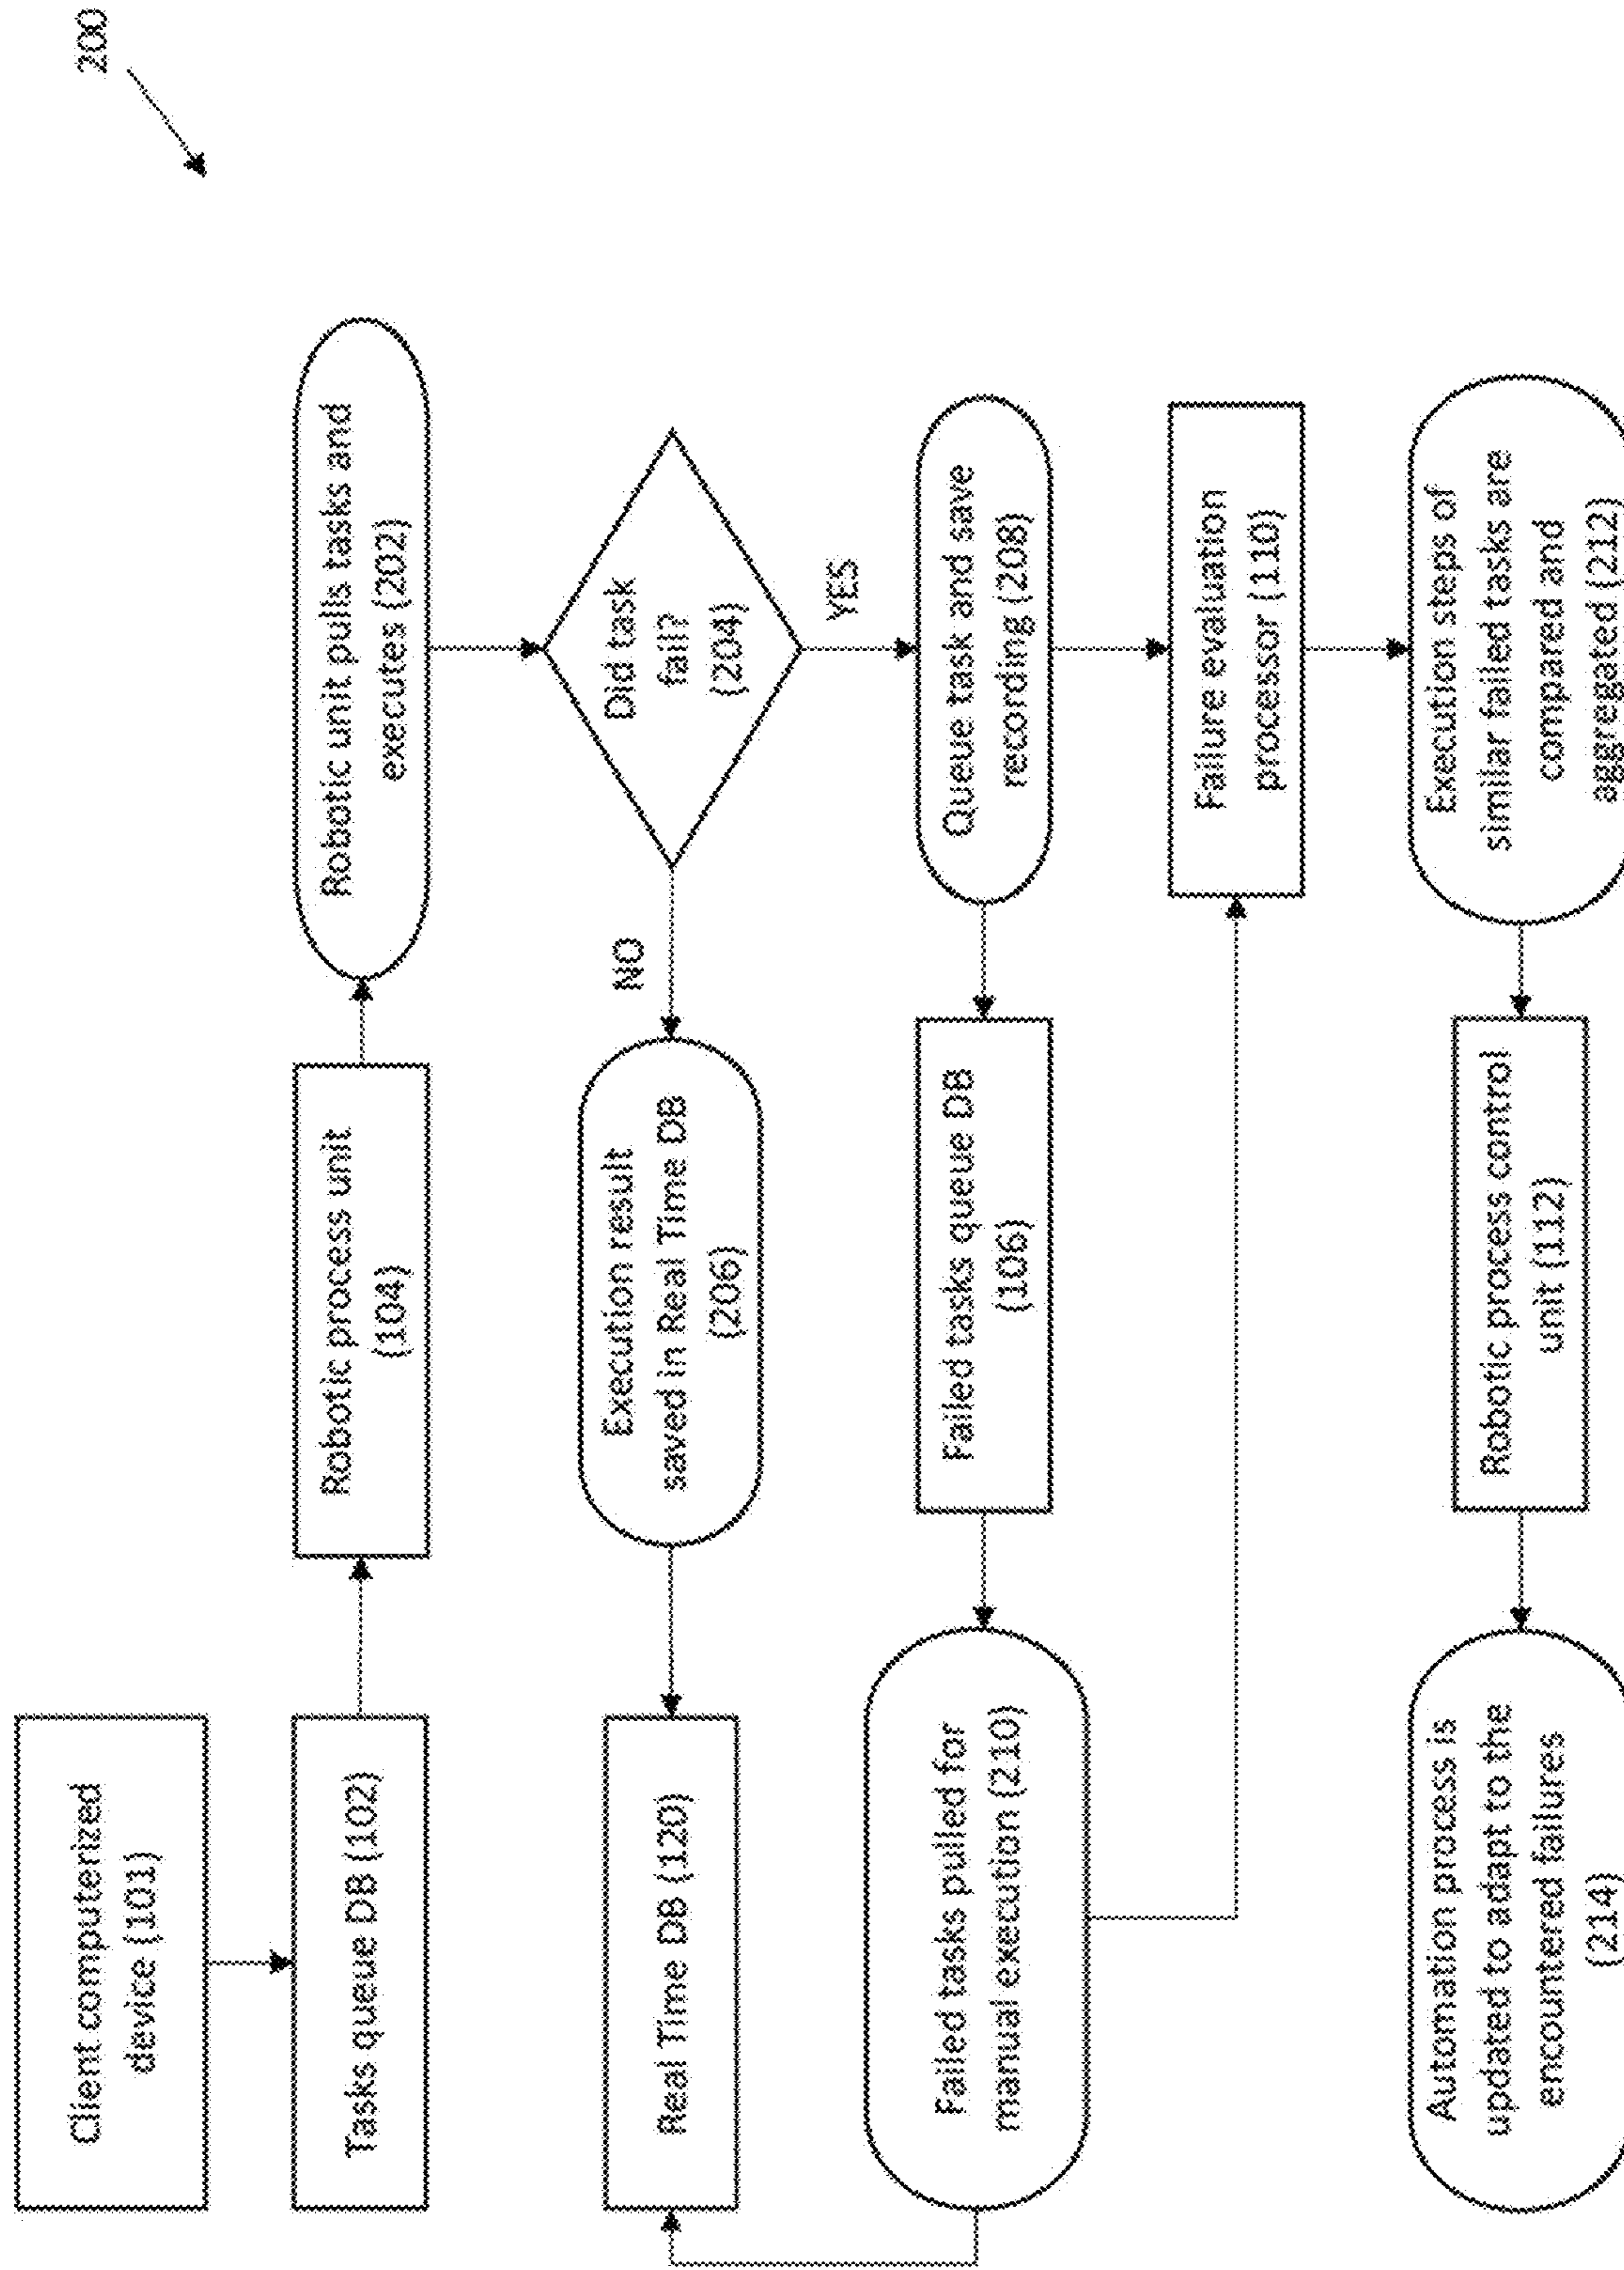 200
Client computerized
device (101)
Tasks queue DB (102)
Robotic process unit
(104)
Robotic unit pulls tasks and
executes (202)
Did task
fail?
(204)
NO
YES
Execution result
saved in Real Time DB
(206)
Real Time DB (120)
Queue task and save
recording (208)
Failed tasks queue DB
(106)
Failed tasks pulled for
manual execution (210)
Failure evaluation
processor (110)
Execution steps of
similar failed tasks are
compared and
aggregated (212)
Robotic process control
unit (112)
Automation process is
updated to adapt to the
encountered failures
(214)